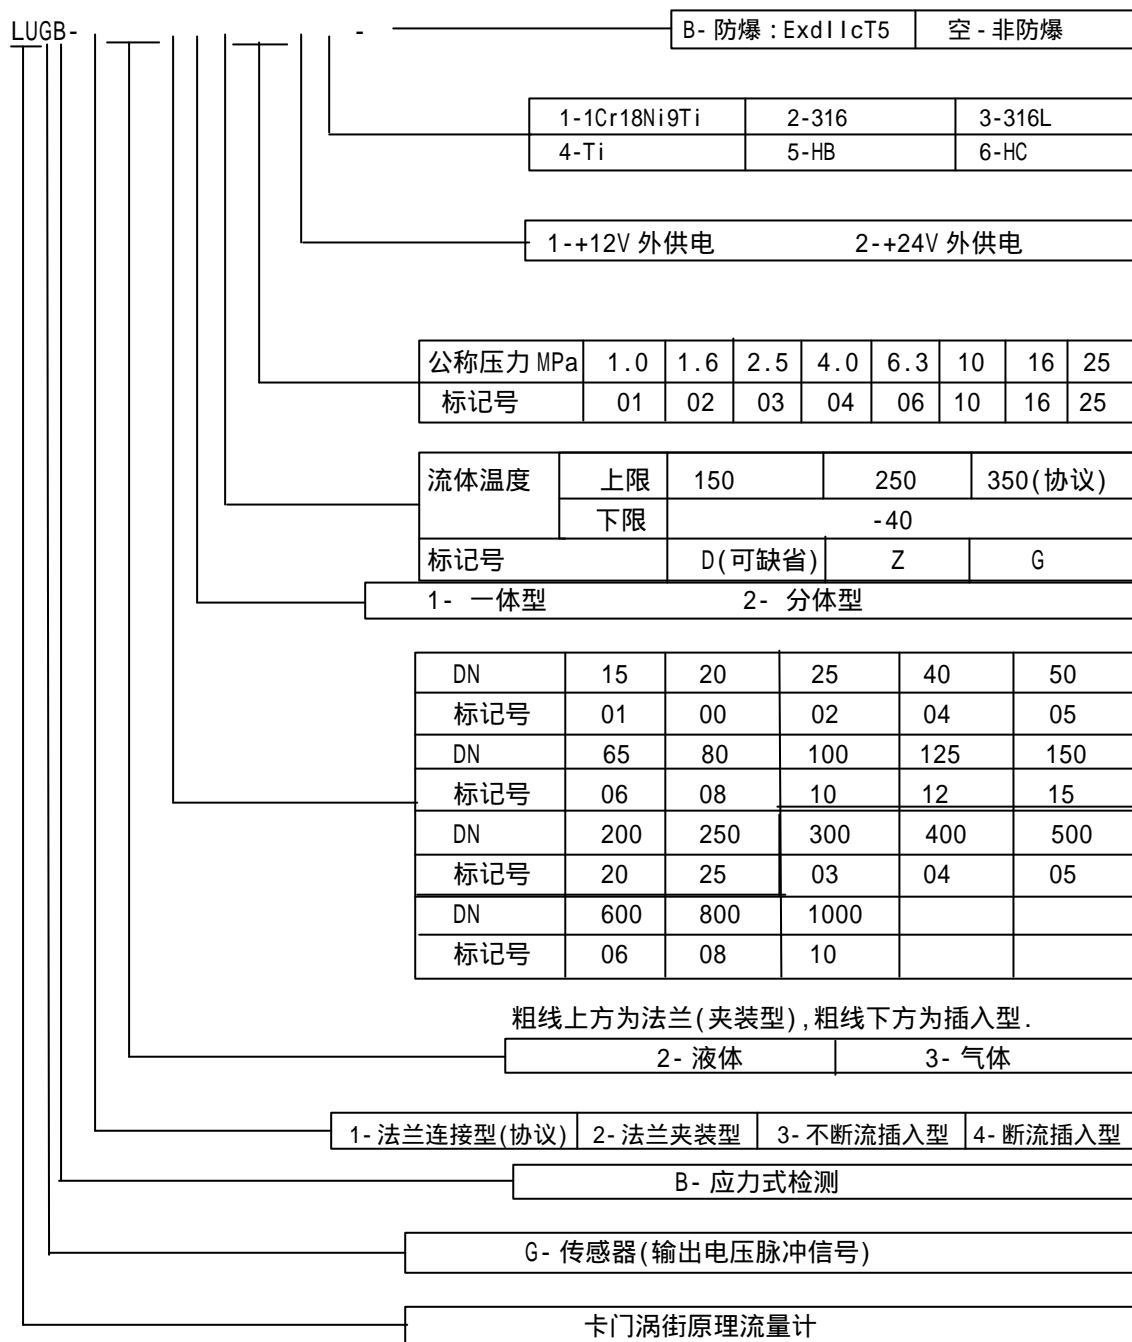 LUGB- -
B- 防爆：ExdIIcT5 空-非防爆
1-1Cr18Ni9Ti 2-316 3-316L
4-Ti 5-HB 6-HC
1-+12V 外供电 2-+24V 外供电
公称压力 MPa 1.0 1.6 2.5 4.0 6.3 10 16 25
标记号 01 02 03 04 06 10 16 25
流体温度 上限 150 250 350(协议)
下限 -40
标记号 D(可缺省) Z G
1- 一体型 2- 分体型
DN 15 20 25 40 50
标记号 01 00 02 04 05
DN 65 80 100 125 150
标记号 06 08 10 12 15
DN 200 250 300 400 500
标记号 20 25 03 04 05
DN 600 800 1000
标记号 06 08 10
粗线上方为法兰(夹装型),粗线下方为插入型.
2- 液体 3- 气体
1-法兰连接型(协议) 2-法兰夹装型 3-不断流插入型 4-断流插入型
B- 应力式检测
G- 传感器(输出电压脉冲信号)
卡门涡街原理流量计